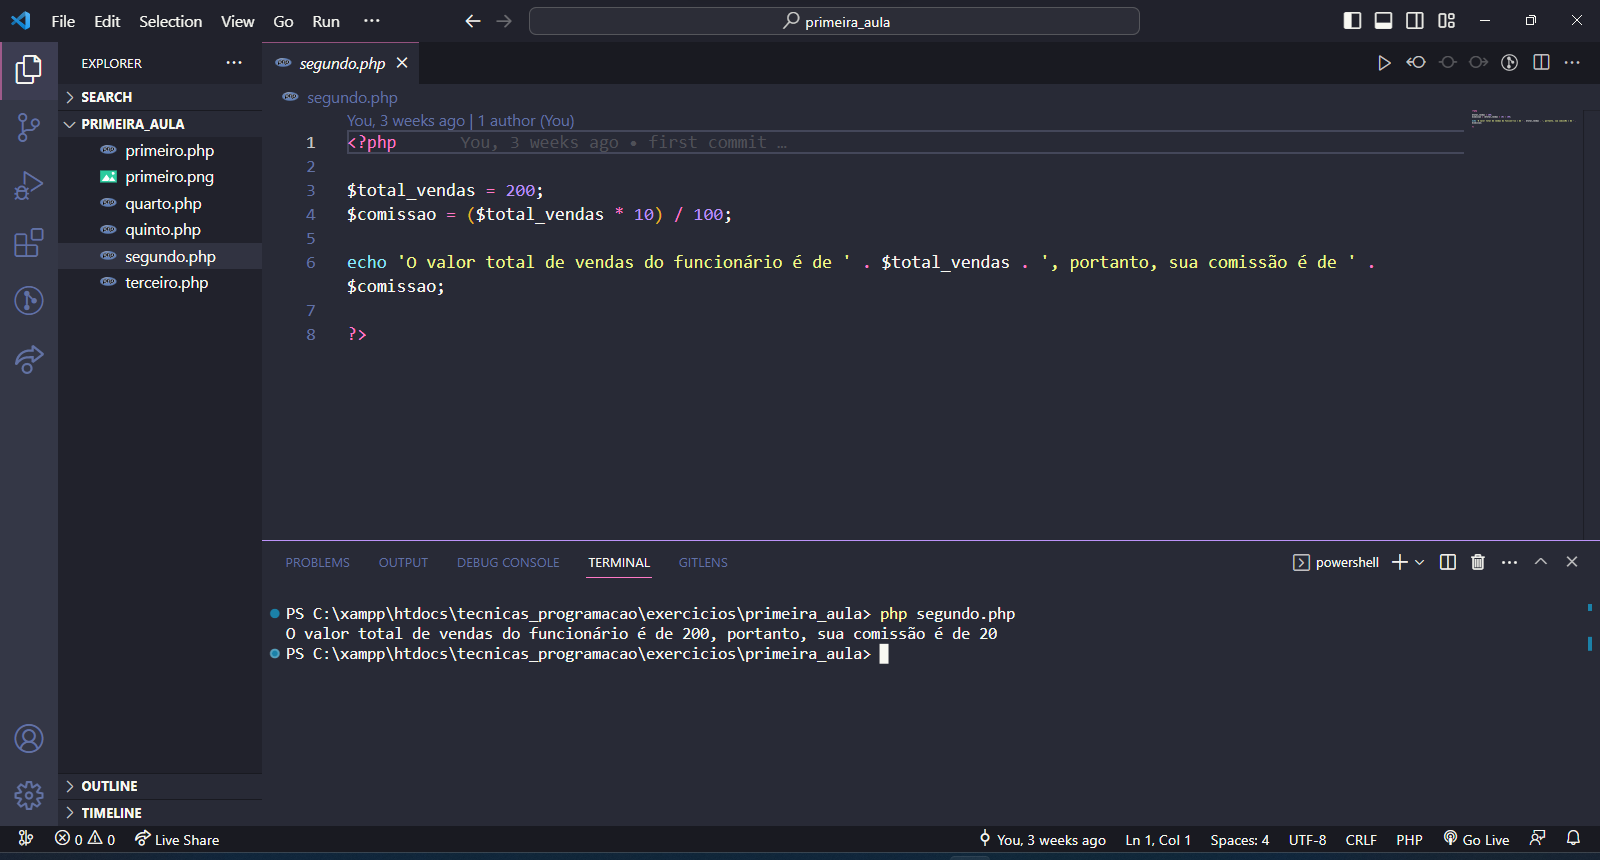 File Edit Selection View Go Run ···
primeira_aula
EXPLORER ···
SEARCH
PRIMEIRA_AULA
primeiro.php
primeiro.png
quarto.php
quinto.php
segundo.php
terceiro.php
OUTLINE
TIMELINE
segundo.php
segundo.php
You, 3 weeks ago | 1 author (You)
1 <?php You, 3 weeks ago • first commit …
2
3 $total_vendas = 200;
4 $comissao = ($total_vendas * 10) / 100;
5
6 echo 'O valor total de vendas do funcionário é de ' . $total_vendas . ', portanto, sua comissão é de ' .
$comissao;
7
8 ?>
PROBLEMS OUTPUT DEBUG CONSOLE TERMINAL GITLENS
powershell
PS C:\xampp\htdocs\tecnicas_programacao\exercicios\primeira_aula> php segundo.php
O valor total de vendas do funcionário é de 200, portanto, sua comissão é de 20
PS C:\xampp\htdocs\tecnicas_programacao\exercicios\primeira_aula>
0 0 Live Share
You, 3 weeks ago Ln 1, Col 1 Spaces: 4 UTF-8 CRLF PHP Go Live